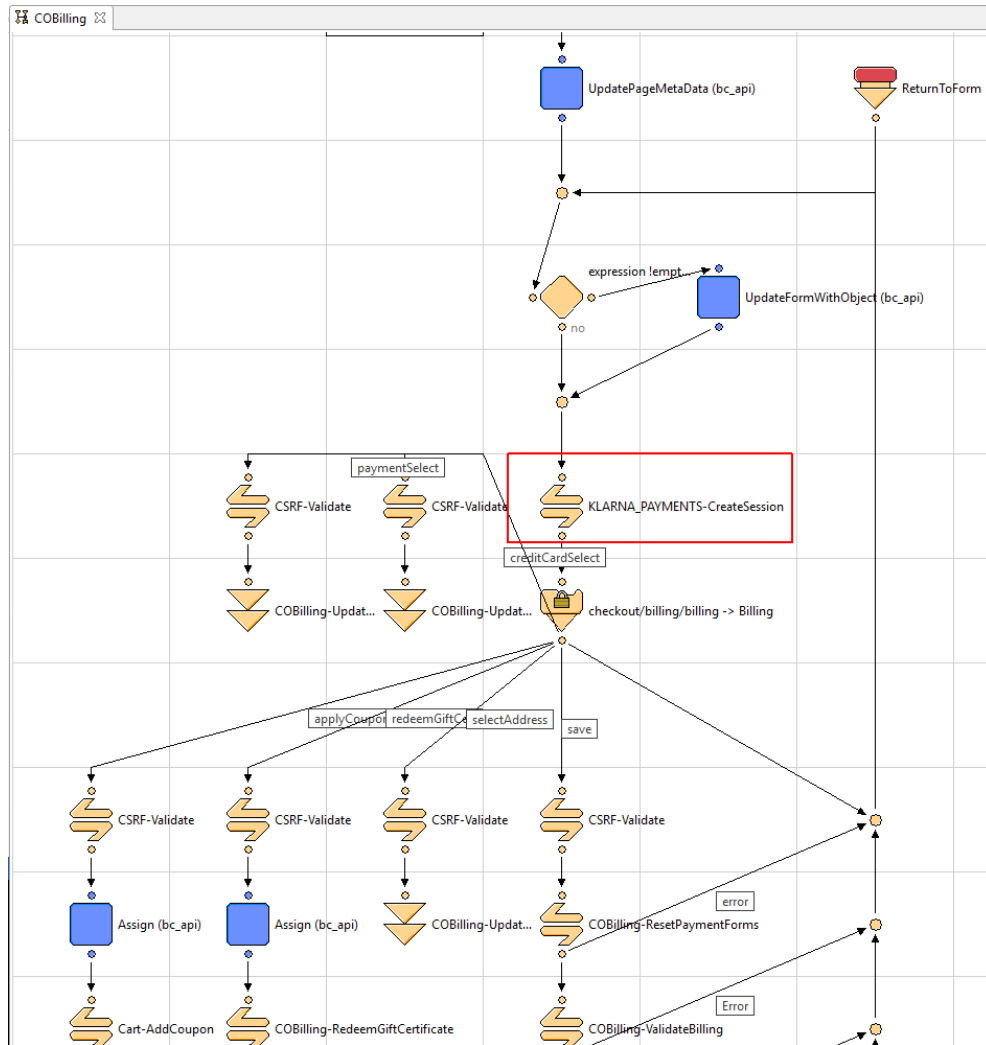 COBilling
UpdatePageMetaData (bc_api)
ReturnToForm
expression !empt...
UpdateFormWithObject (bc_api)
no
paymentSelect
CSRF-Validate
CSRF-Validate
KLARNA_PAYMENTS-CreateSession
creditCardSelect
COBilling-Updat...
COBilling-Updat...
checkout/billing/billing -> Billing
applyCoupon
redeemGiftCe
selectAddress
save
CSRF-Validate
CSRF-Validate
CSRF-Validate
CSRF-Validate
error
Assign (bc_api)
Assign (bc_api)
COBilling-Updat...
COBilling-ResetPaymentForms
Error
Cart-AddCoupon
COBilling-RedeemGiftCertificate
COBilling-ValidateBilling